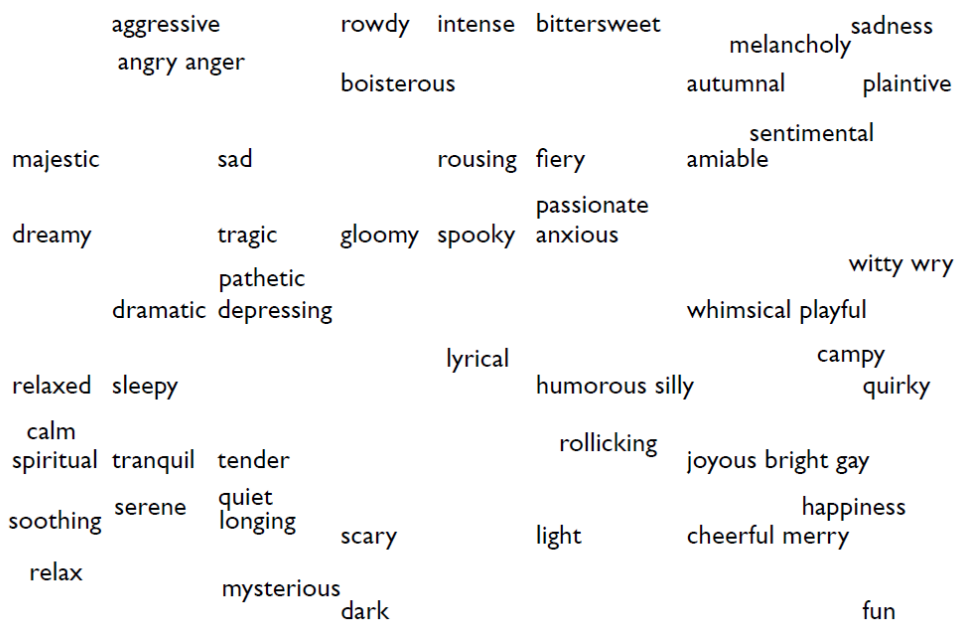 aggressive rowdy intense bittersweet sadness
melancholy
angry anger
boisterous autumnal plaintive
sentimental
majestic sad rousing fiery amiable
passionate
dreamy tragic gloomy spooky anxious
witty wry
pathetic
dramatic depressing whimsical playful
lyrical campy
relaxed sleepy humorous silly quirky
calm rollicking
spiritual tranquil tender joyous bright gay
quiet
serene happiness
soothing longing
scary light cheerful merry
relax
mysterious
dark fun